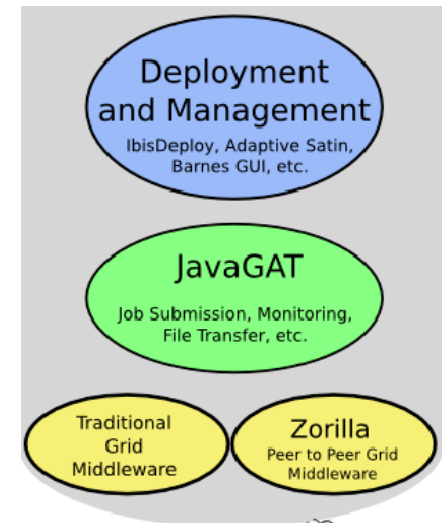 Deployment
and Management
IbisDeploy, Adaptive Satin,
Barnes GUI, etc.
JavaGAT
Job Submission, Monitoring,
File Transfer, etc.
Traditional
Grid
Middleware
Zorilla
Peer to Peer Grid
Middleware